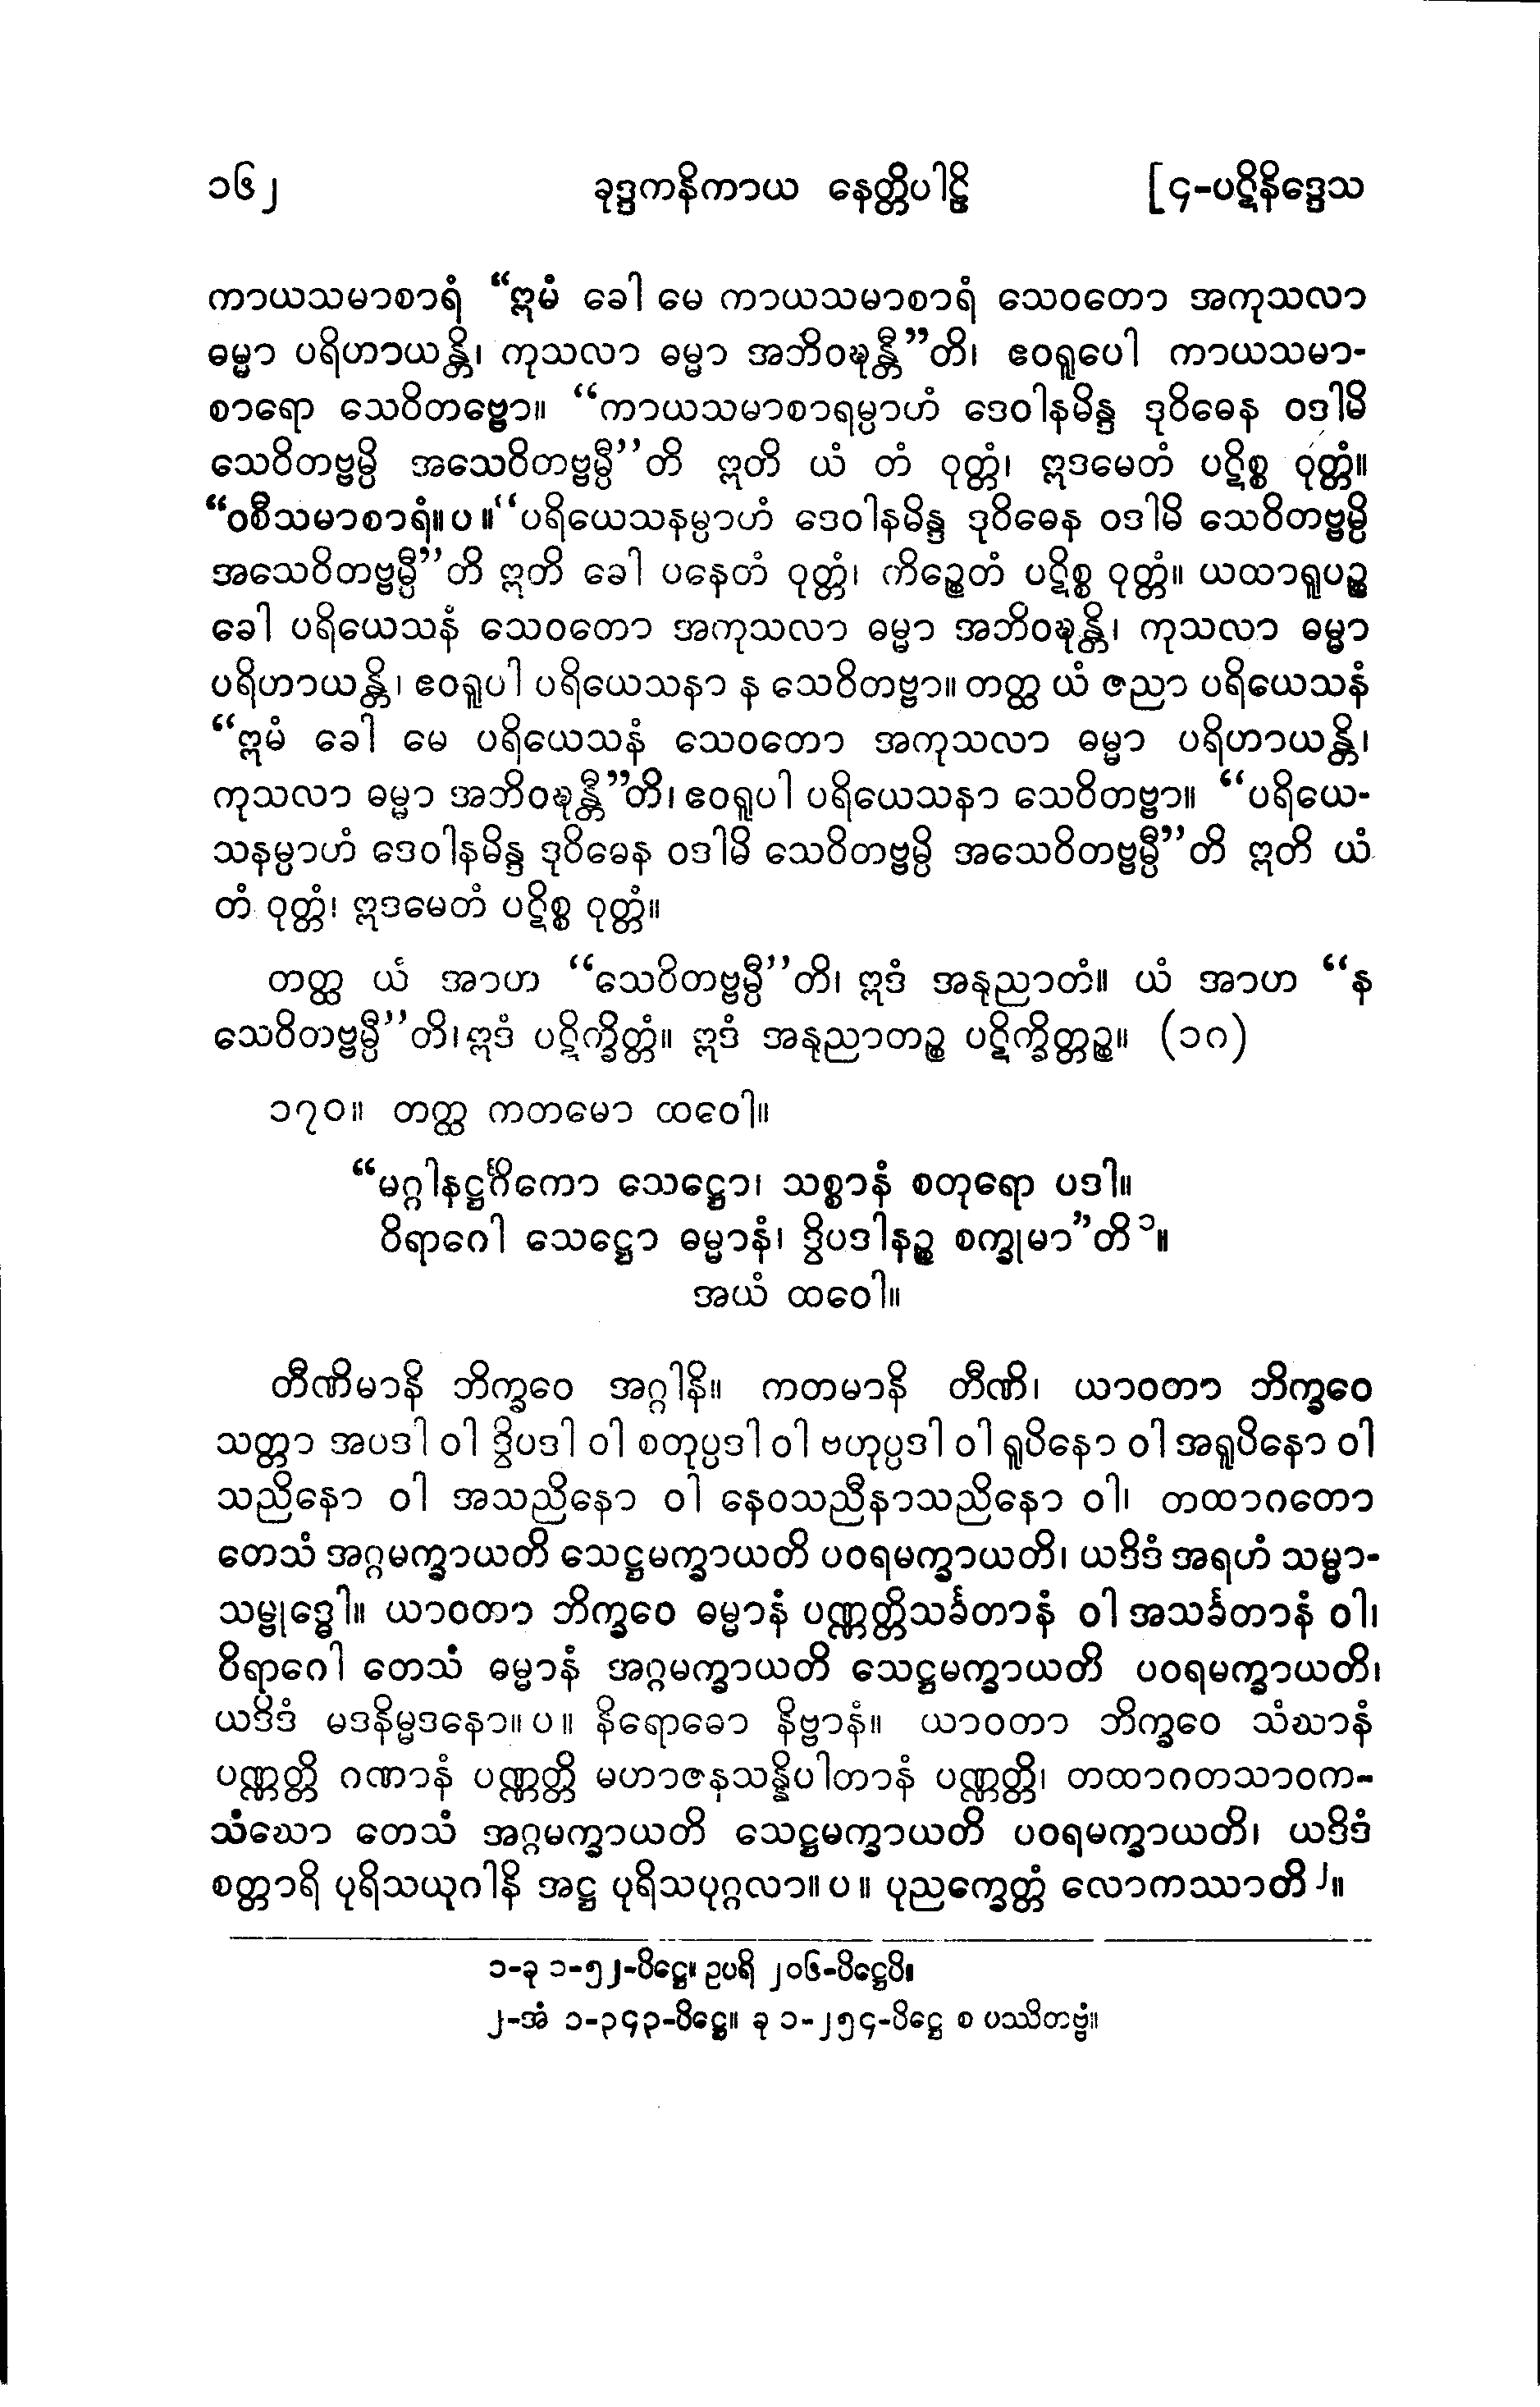 ၁၆၂ ခုဒ္ဒကနိကာယ နေတ္တိပါဠိ [၄-ပဋိနိဒ္ဒေသ
ကာယသမာစာရံ “ဣမံ ခေါ မေ ကာယသမာစာရံ သေဝတော အကုသလာ
ဓမ္မာ ပရိဟာယန္တိ၊ ကုသလာ ဓမ္မာ အဘိဝဍ္ဎန္တီ”တိ၊ ဧဝရူပေါ ကာယသမာ-
စာရော သေဝိတဗ္ဗော။ “ကာယသမာစာရမ္ပာဟံ ဒေဝါနမိန္ဒ ဒုဝိဓေန ဝဒါမိ
သေဝိတဗ္ဗမ္ပိ အသေဝိတဗ္ဗမ္ပီ”တိ ဣတိ ယံ တံ ဝုတ္တံ၊ ဣဒမေတံ ပဋိစ္စ ဝုတ္တံ။
“ဝစီသမာစာရံ။ပ။“ပရိယေသနမ္ပာဟံ ဒေဝါနမိန္ဒ ဒုဝိဓေန ဝဒါမိ သေဝိတဗ္ဗမ္ပိ
အသေဝိတဗ္ဗမ္ပီ”တိ ဣတိ ခေါ ပနေတံ ဝုတ္တံ၊ ကိဉ္စေတံ ပဋိစ္စ ဝုတ္တံ။ ယထာရူပဉ္စ
ခေါ ပရိယေသနံ သေဝတော အကုသလာ ဓမ္မာ အဘိဝဍ္ဎန္တိ၊ ကုသလာ ဓမ္မာ
ပရိဟာယန္တိ၊ ဧဝရူပါ ပရိယေသနာ န သေဝိတဗ္ဗာ။ တတ္ထ ယံ ဇညာ ပရိယေသနံ
“ဣမံ ခေါ မေ ပရိယေသနံ သေဝတော အကုသလာ ဓမ္မာ ပရိဟာယန္တိ၊
ကုသလာ ဓမ္မာ အဘိဝဍ္ဎန္တီ”တိ၊ ဧဝရူပါ ပရိယေသနာ သေဝိတဗ္ဗာ။ “ပရိယေ-
သနမ္ပာဟံ ဒေဝါနမိန္ဒ ဒုဝိဓေန ဝဒါမိ သေဝိတဗ္ဗမ္ပိ အသေဝိတဗ္ဗမ္ပီ”တိ ဣတိ ယံ
တံ ဝုတ္တံ၊ ဣဒမေတံ ပဋိစ္စ ဝုတ္တံ။
တတ္ထ ယံ အာဟ “သေဝိတဗ္ဗမ္ပီ”တိ၊ ဣဒံ အနုညာတံ။ ယံ အာဟ “န
သေဝိတဗ္ဗမ္ပီ”တိ၊ဣဒံ ပဋိက္ခိတ္တံ။ ဣဒံ အနုညာတဉ္စ ပဋိက္ခိတ္တဉ္စ။ (၁ဂ)
၁၇၀။ တတ္ထ ကတမော ထဝေါ။
“မဂ္ဂါနဋ္ဌင်္ဂိကော သေဋ္ဌော၊ သစ္စာနံ စတုရော ပဒါ။
ဝိရာဂေါ သေဋ္ဌော ဓမ္မာနံ၊ ဒွိပဒါနဉ္စ စက္ခုမာ”တိ၁။
အယံ ထဝေါ။
တီဏိမာနိ ဘိက္ခဝေ အဂ္ဂါနိ။ ကတမာနိ တီဏိ၊ ယာဝတာ ဘိက္ခဝေ
သတ္တာ အပဒါ ဝါ ဒွိပဒါ ဝါ စတုပ္ပဒါ ဝါ ဗဟုပ္ပဒါ ဝါ ရူပိနော ဝါ အရူပိနော ဝါ
သညိနော ဝါ အသညိနော ဝါ နေဝသညီနာသညိနော ဝါ၊ တထာဂတော
တေသံ အဂ္ဂမက္ခာယတိ သေဋ္ဌမက္ခာယတိ ပဝရမက္ခာယတိ၊ ယဒိဒံ အရဟံ သမ္မာ-
သမ္ဗုဒ္ဓေါ။ ယာဝတာ ဘိက္ခဝေ ဓမ္မာနံ ပဏ္ဏတ္တိသင်္ခတာနံ ဝါ အသင်္ခတာနံ ဝါ၊
ဝိရာဂေါ တေသံ ဓမ္မာနံ အဂ္ဂမက္ခာယတိ သေဋ္ဌမက္ခာယတိ ပဝရမက္ခာယတိ၊
ယဒိဒံ မဒနိမ္မဒနော။ပ။ နိရောဓော နိဗ္ဗာနံ။ ယာဝတာ ဘိက္ခဝေ သံဃာနံ
ပဏ္ဏတ္တိ ဂဏာနံ ပဏ္ဏတ္တိ မဟာဇနသန္နိပါတာနံ ပဏ္ဏတ္တိ၊ တထာဂတသာဝက-
သံဃော တေသံ အဂ္ဂမက္ခာယတိ သေဋ္ဌမက္ခာယတိ ပဝရမက္ခာယတိ၊ ယဒိဒံ
စတ္တာရိ ပုရိသယုဂါနိ အဋ္ဌ ပုရိသပုဂ္ဂလာ။ပ။ ပုညက္ခေတ္တံ လောကဿာတိ၂။
၁-ခု ၁-၅၂-ပိဋ္ဌေ။ ဥပရိ ၂၀၆-ပိဋ္ဌေပိ။
၂-အံ ၁-၃၄၃-ပိဋ္ဌေ။ ခု ၁-၂၅၄-ပိဋ္ဌေ စ ပဿိတဗ္ဗံ။